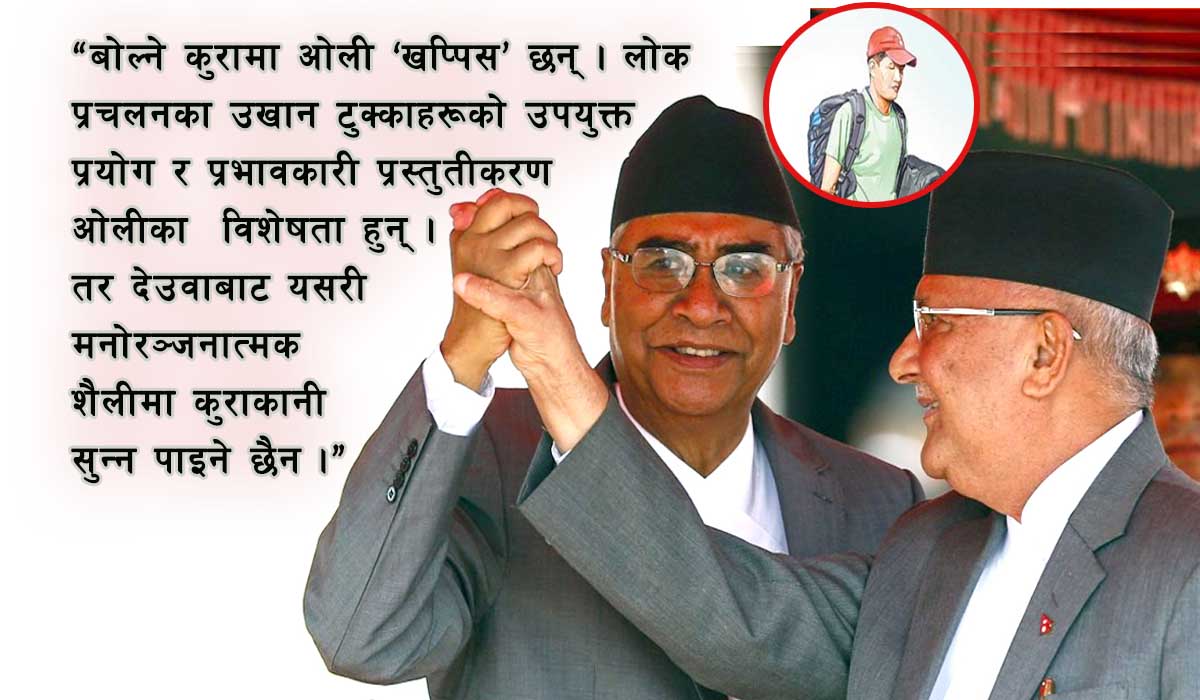 “बोल्ने कुरामा ओली ‘खप्पिस’ छन् । लोक
प्रचलनका उखान टुक्काहरूको उपयुक्त
प्रयोग र प्रभावकारी प्रस्तुतीकरण
ओलीका विशेषता हुन् ।
तर देउवाबाट यसरी
मनोरञ्जनात्मक
शैलीमा कुराकानी
सुन्न पाइने छैन ।”